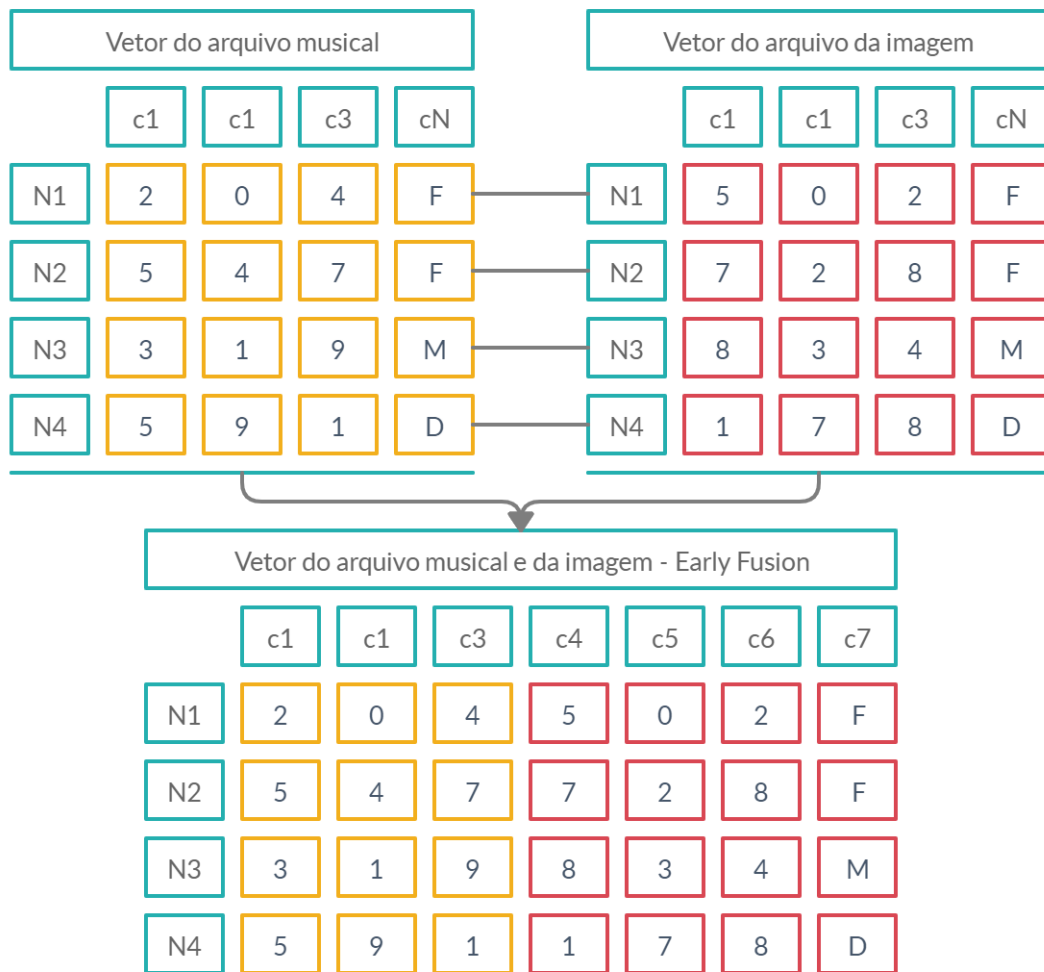 Vetor do arquivo musical
c1 c1 c3 cN
N1 2 0 4 F
N2 5 4 7 F
N3 3 1 9 M
N4 5 9 1 D
Vetor do arquivo da imagem
c1 c1 c3 cN
N1 5 0 2 F
N2 7 2 8 F
N3 8 3 4 M
N4 1 7 8 D
Vetor do arquivo musical e da imagem - Early Fusion
c1 c1 c3 c4 c5 c6 c7
N1 2 0 4 5 0 2 F
N2 5 4 7 7 2 8 F
N3 3 1 9 8 3 4 M
N4 5 9 1 1 7 8 D